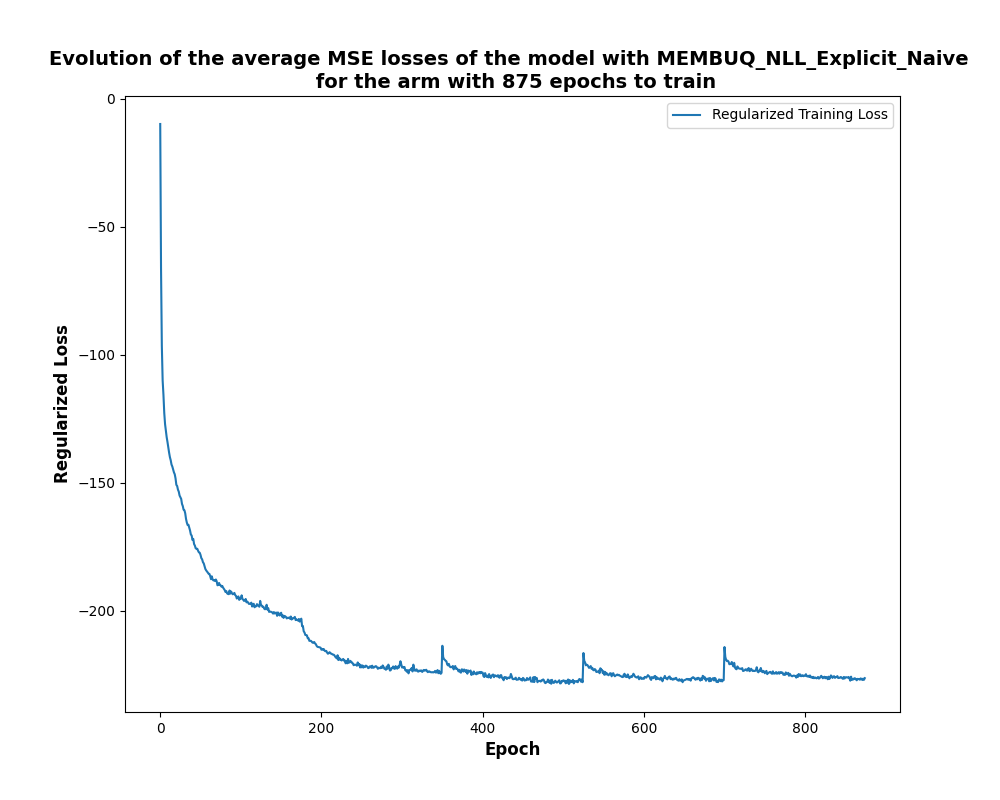 Evolution of the average MSE losses of the model with MEMBUQ_NLL_Explicit_Naive
for the arm with 875 epochs to train
Regularized Training Loss
0
−50
−100
−150
−200
Regularized Loss
0 200 400 600 800
Epoch